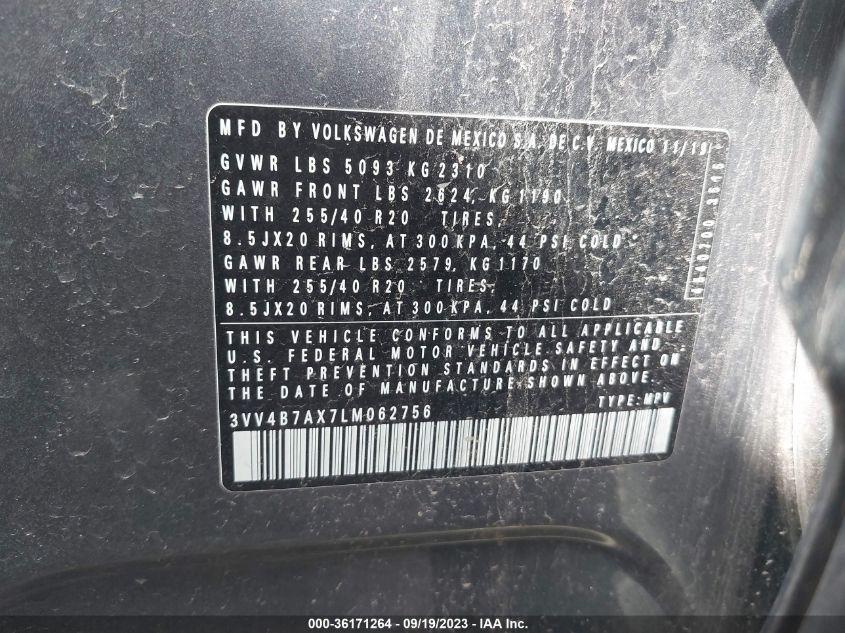 MFD BY VOLKSWAGEN DE MEXICO S.A. DE C.V. MEXICO 11/19
GVWR LBS 5093 KG 2310
GAWR FRONT LBS 2624, KG 1190
WITH 255/40 R20 TIRES,
8.5JX20 RIMS, AT 300 KPA, 44 PSI COLD
GAWR REAR LBS 2579, KG 1170
WITH 255/40 R20 TIRES,
8.5JX20 RIMS, AT 300 KPA, 44 PSI COLD
THIS VEHICLE CONFORMS TO ALL APPLICABLE
U.S. FEDERAL MOTOR VEHICLE SAFETY AND
THEFT PREVENTION STANDARDS IN EFFECT ON
THE DATE OF MANUFACTURE SHOWN ABOVE.
TYPE: MPV
3VV4B7AX7LM062756
000-36171264 - 09/19/2023 - IAA Inc.